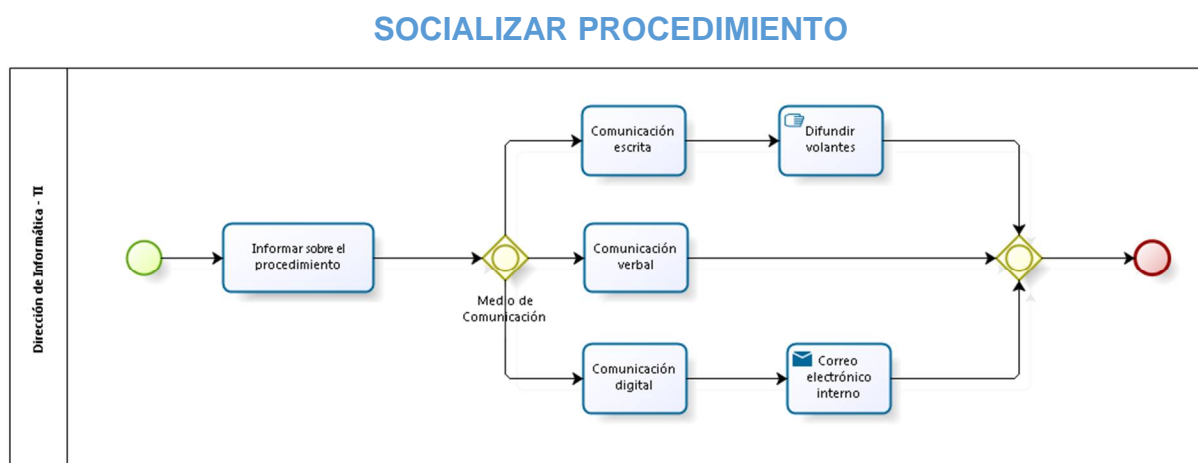 SOCIALIZAR PROCEDIMIENTO
Dirección de Informática - TI
Informar sobre el
procedimiento
Medio de
Comunicación
Comunicación
escrita
Difundir
volantes
Comunicación
verbal
Comunicación
digital
Correo
electrónico
interno